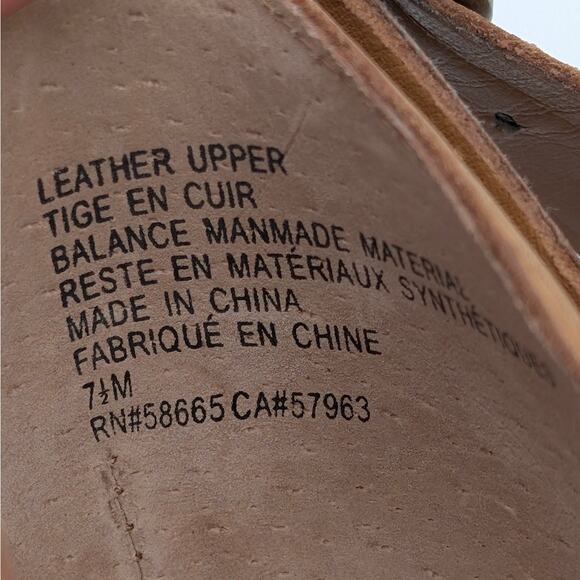 LEATHER UPPER
TIGE EN CUIR
BALANCE MANMADE MATERIAL
RESTE EN MATÉRIAUX SYNTHÉTIQUES
MADE IN CHINA
FABRIQUÉ EN CHINE
7½M
RN#58665 CA#57963